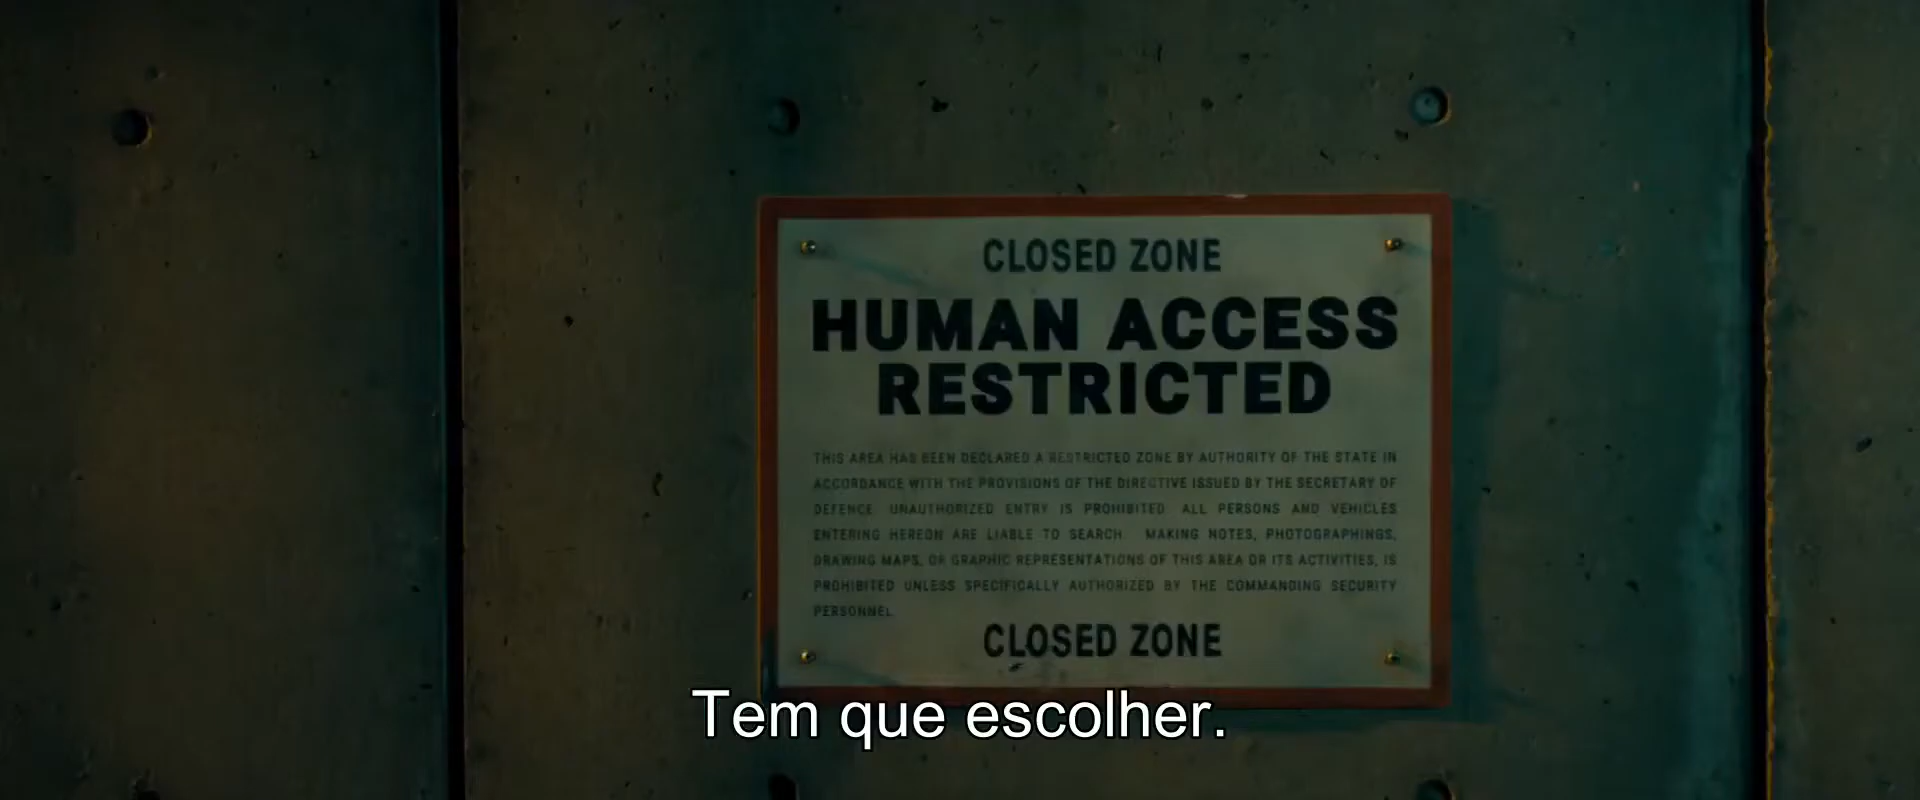 CLOSED ZONE
HUMAN ACCESS
RESTRICTED
THIS AREA HAS BEEN DECLARED A RESTRICTED ZONE BY AUTHORITY OF THE STATE IN
ACCORDANCE WITH THE PROVISIONS OF THE DIRECTIVE ISSUED BY THE SECRETARY OF
DEFENCE UNAUTHORIZED ENTRY IS PROHIBITED ALL PERSONS AND VEHICLES
ENTERING HEREON ARE LIABLE TO SEARCH MAKING NOTES, PHOTOGRAPHINGS,
DRAWING MAPS, OR GRAPHIC REPRESENTATIONS OF THIS AREA OR ITS ACTIVITIES, IS
PROHIBITED UNLESS SPECIFICALLY AUTHORIZED BY THE COMMANDING SECURITY
PERSONNEL
CLOSED ZONE
Tem que escolher.